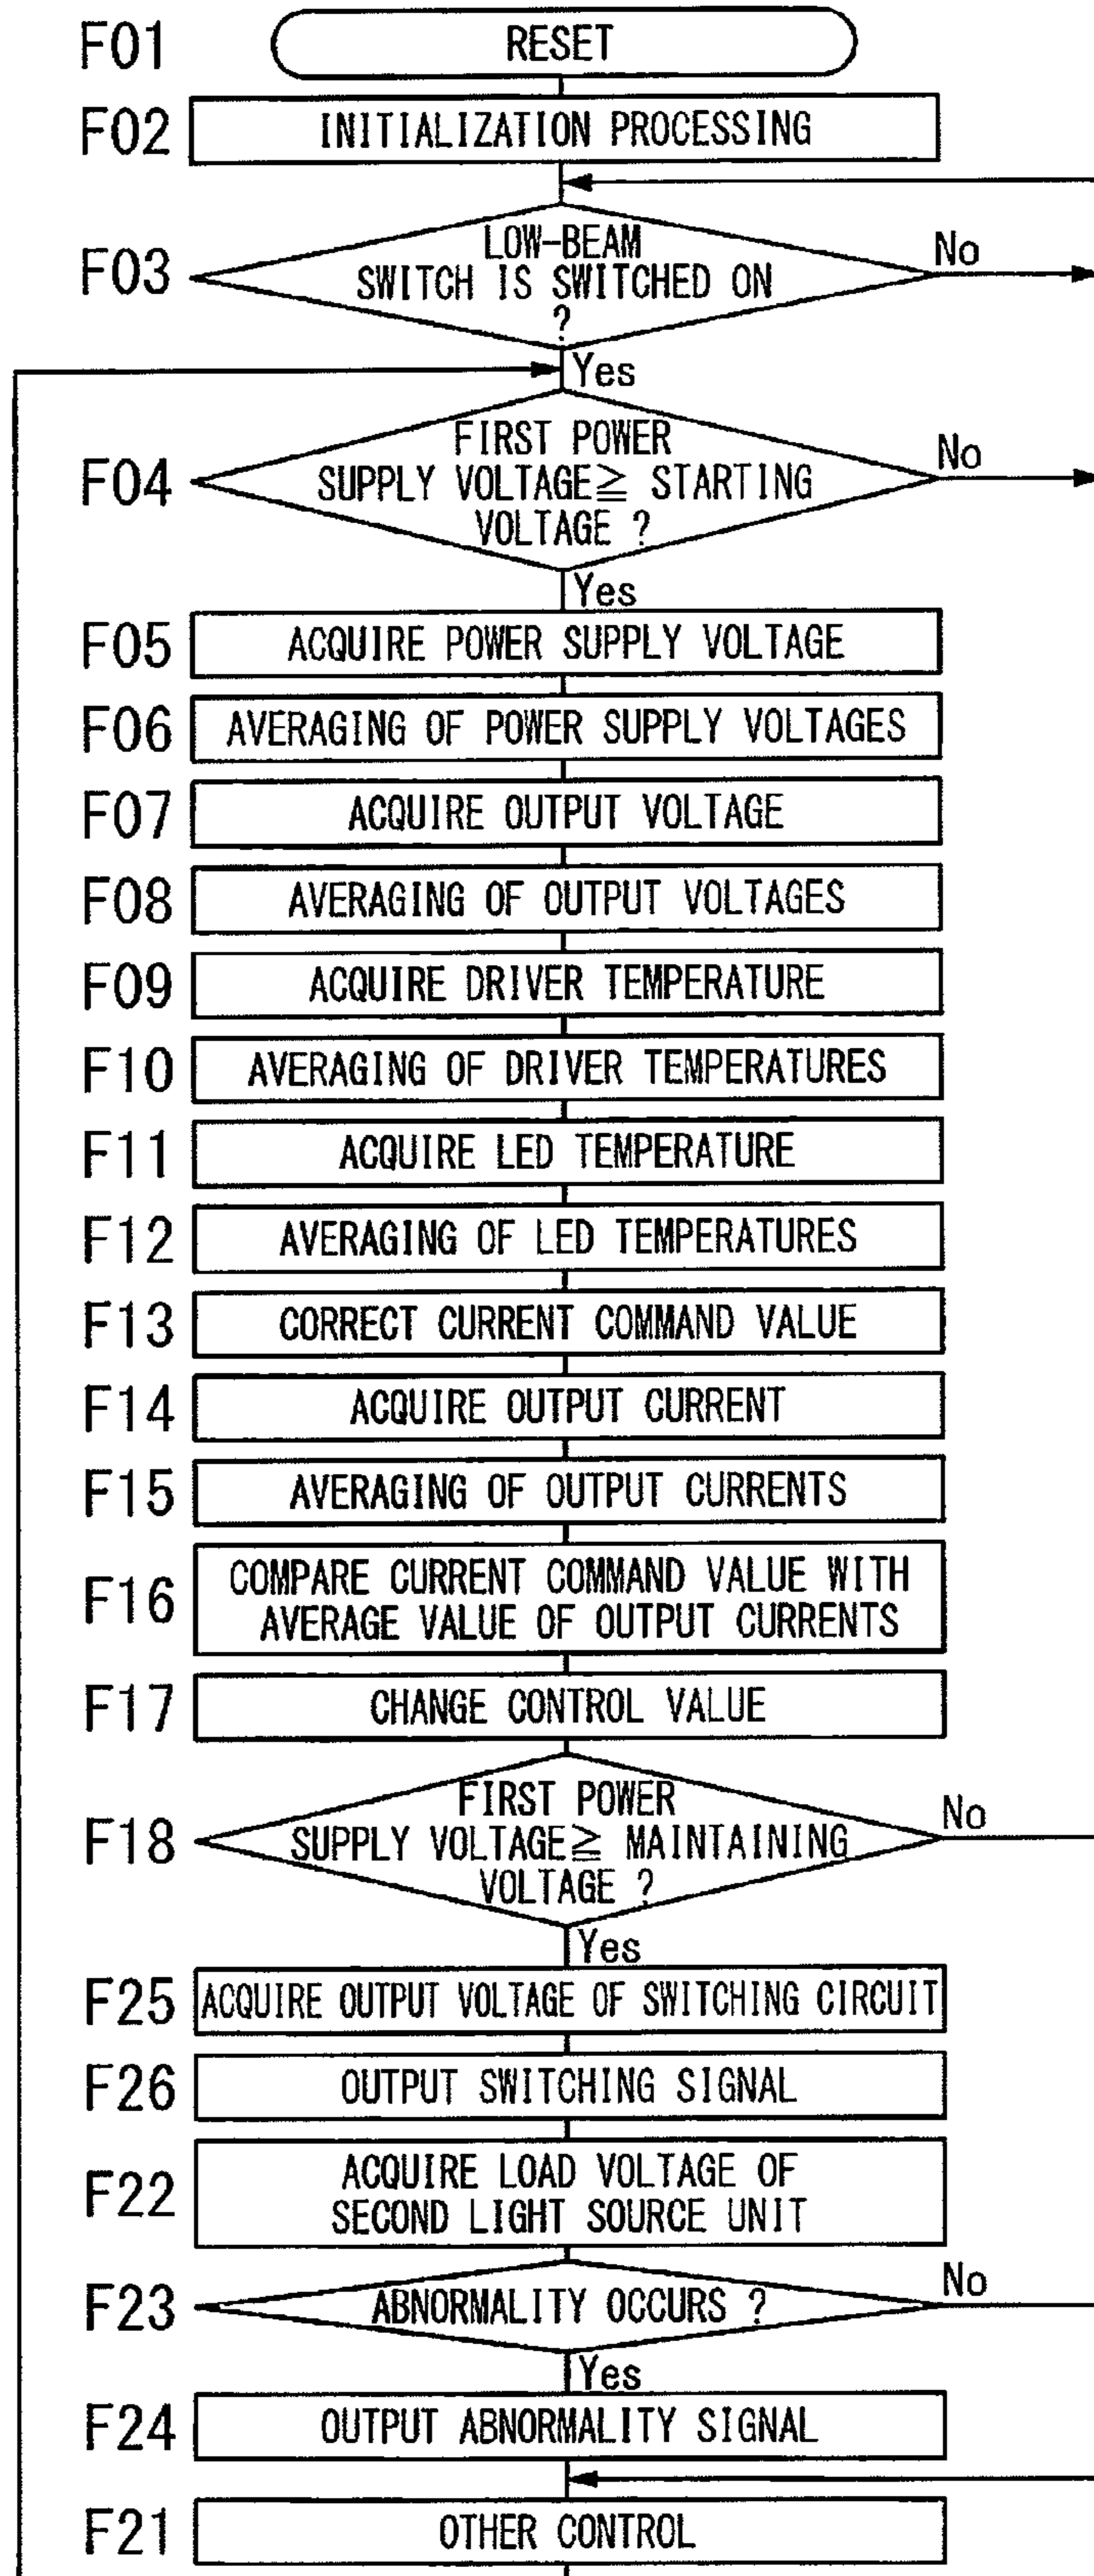 F01 RESET
F02 INITIALIZATION PROCESSING
F03 LOW-BEAM
SWITCH IS SWITCHED ON
?
No
Yes
F04 FIRST POWER
SUPPLY VOLTAGE≧ STARTING
VOLTAGE ?
No
Yes
F05 ACQUIRE POWER SUPPLY VOLTAGE
F06 AVERAGING OF POWER SUPPLY VOLTAGES
F07 ACQUIRE OUTPUT VOLTAGE
F08 AVERAGING OF OUTPUT VOLTAGES
F09 ACQUIRE DRIVER TEMPERATURE
F10 AVERAGING OF DRIVER TEMPERATURES
F11 ACQUIRE LED TEMPERATURE
F12 AVERAGING OF LED TEMPERATURES
F13 CORRECT CURRENT COMMAND VALUE
F14 ACQUIRE OUTPUT CURRENT
F15 AVERAGING OF OUTPUT CURRENTS
F16 COMPARE CURRENT COMMAND VALUE WITH
AVERAGE VALUE OF OUTPUT CURRENTS
F17 CHANGE CONTROL VALUE
F18 FIRST POWER
SUPPLY VOLTAGE≧ MAINTAINING
VOLTAGE ?
No
Yes
F25 ACQUIRE OUTPUT VOLTAGE OF SWITCHING CIRCUIT
F26 OUTPUT SWITCHING SIGNAL
F22 ACQUIRE LOAD VOLTAGE OF
SECOND LIGHT SOURCE UNIT
F23 ABNORMALITY OCCURS ?
No
Yes
F24 OUTPUT ABNORMALITY SIGNAL
F21 OTHER CONTROL